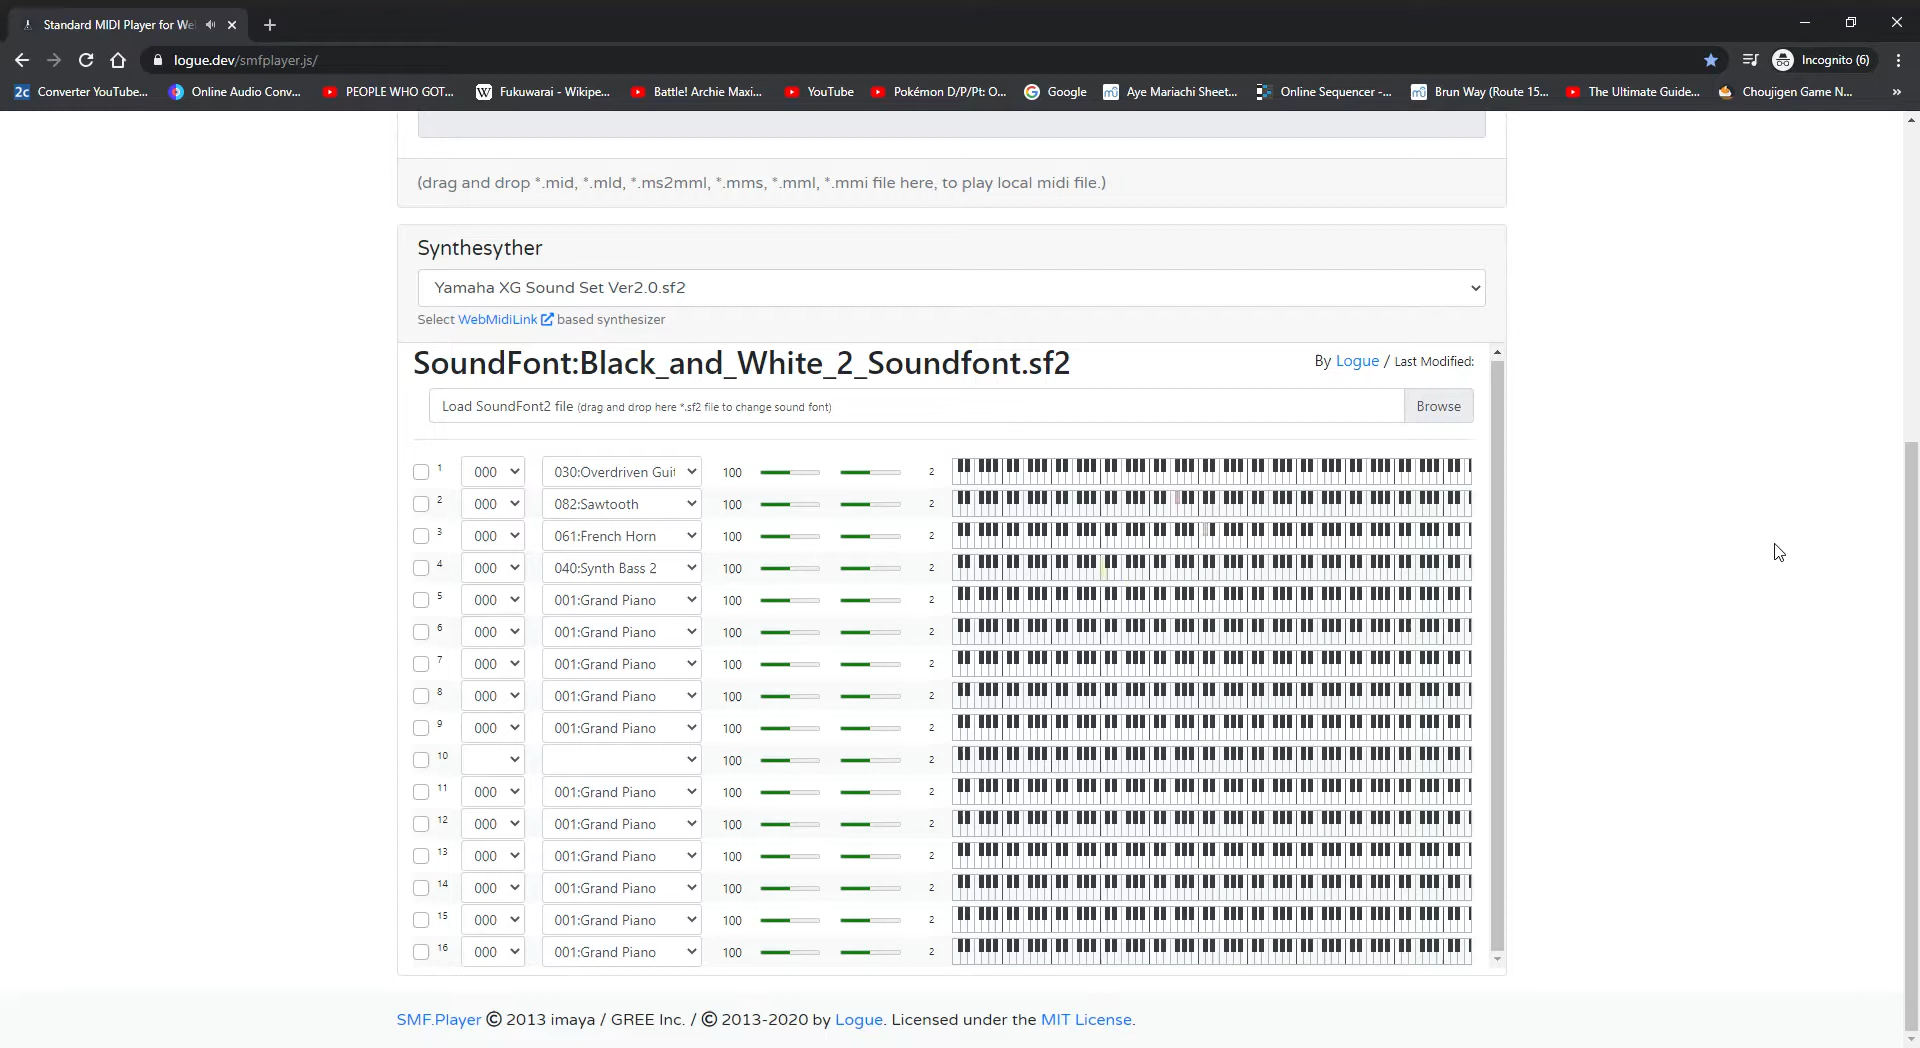 Standard MIDI Player for We
logue.dev/smfplayer.js/
Incognito (6)
2c Converter YouTube...
Online Audio Conv...
PEOPLE WHO GOT...
W Fukuwarai - Wikipe...
Battle! Archie Maxi...
YouTube
Pokémon D/P/Pt: O...
Google
Aye Mariachi Sheet...
Online Sequencer -...
Brun Way (Route 15...
The Ultimate Guide...
Choujigen Game N...
»
(drag and drop *.mid, *.mld, *.ms2mml, *.mms, *.mml, *.mmi file here, to play local midi file.)
Synthesyther
Yamaha XG Sound Set Ver2.0.sf2
Select WebMidiLink based synthesizer
SoundFont:Black_and_White_2_Soundfont.sf2
By Logue / Last Modified:
Load SoundFont2 file (drag and drop here *.sf2 file to change sound font)
Browse
1 000 030:Overdriven Guit 100 2
2 000 082:Sawtooth 100 2
3 000 061:French Horn 100 2
4 000 040:Synth Bass 2 100 2
5 000 001:Grand Piano 100 2
6 000 001:Grand Piano 100 2
7 000 001:Grand Piano 100 2
8 000 001:Grand Piano 100 2
9 000 001:Grand Piano 100 2
10 100 2
11 000 001:Grand Piano 100 2
12 000 001:Grand Piano 100 2
13 000 001:Grand Piano 100 2
14 000 001:Grand Piano 100 2
15 000 001:Grand Piano 100 2
16 000 001:Grand Piano 100 2
SMF.Player © 2013 imaya / GREE Inc. / © 2013-2020 by Logue. Licensed under the MIT License.